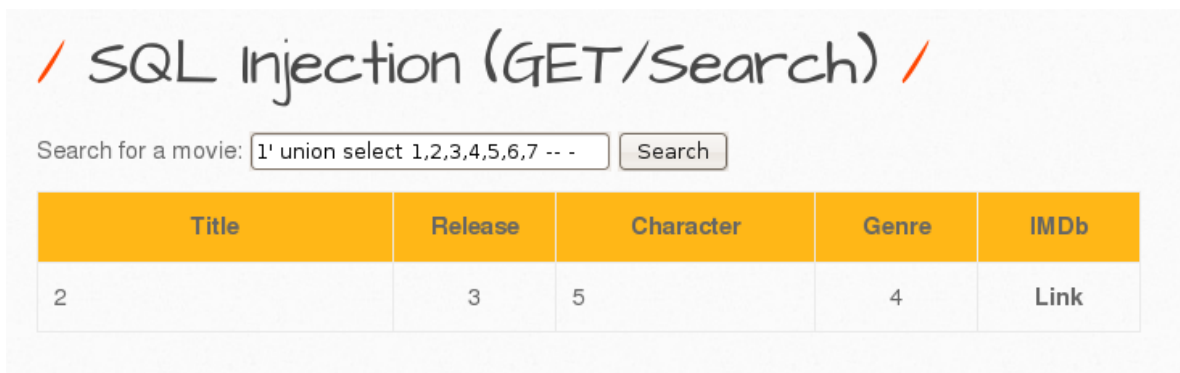 / SQL Injection (GET/Search) /
Search for a movie: 1' union select 1,2,3,4,5,6,7 -- - Search
Title Release Character Genre IMDb
2 3 5 4 Link